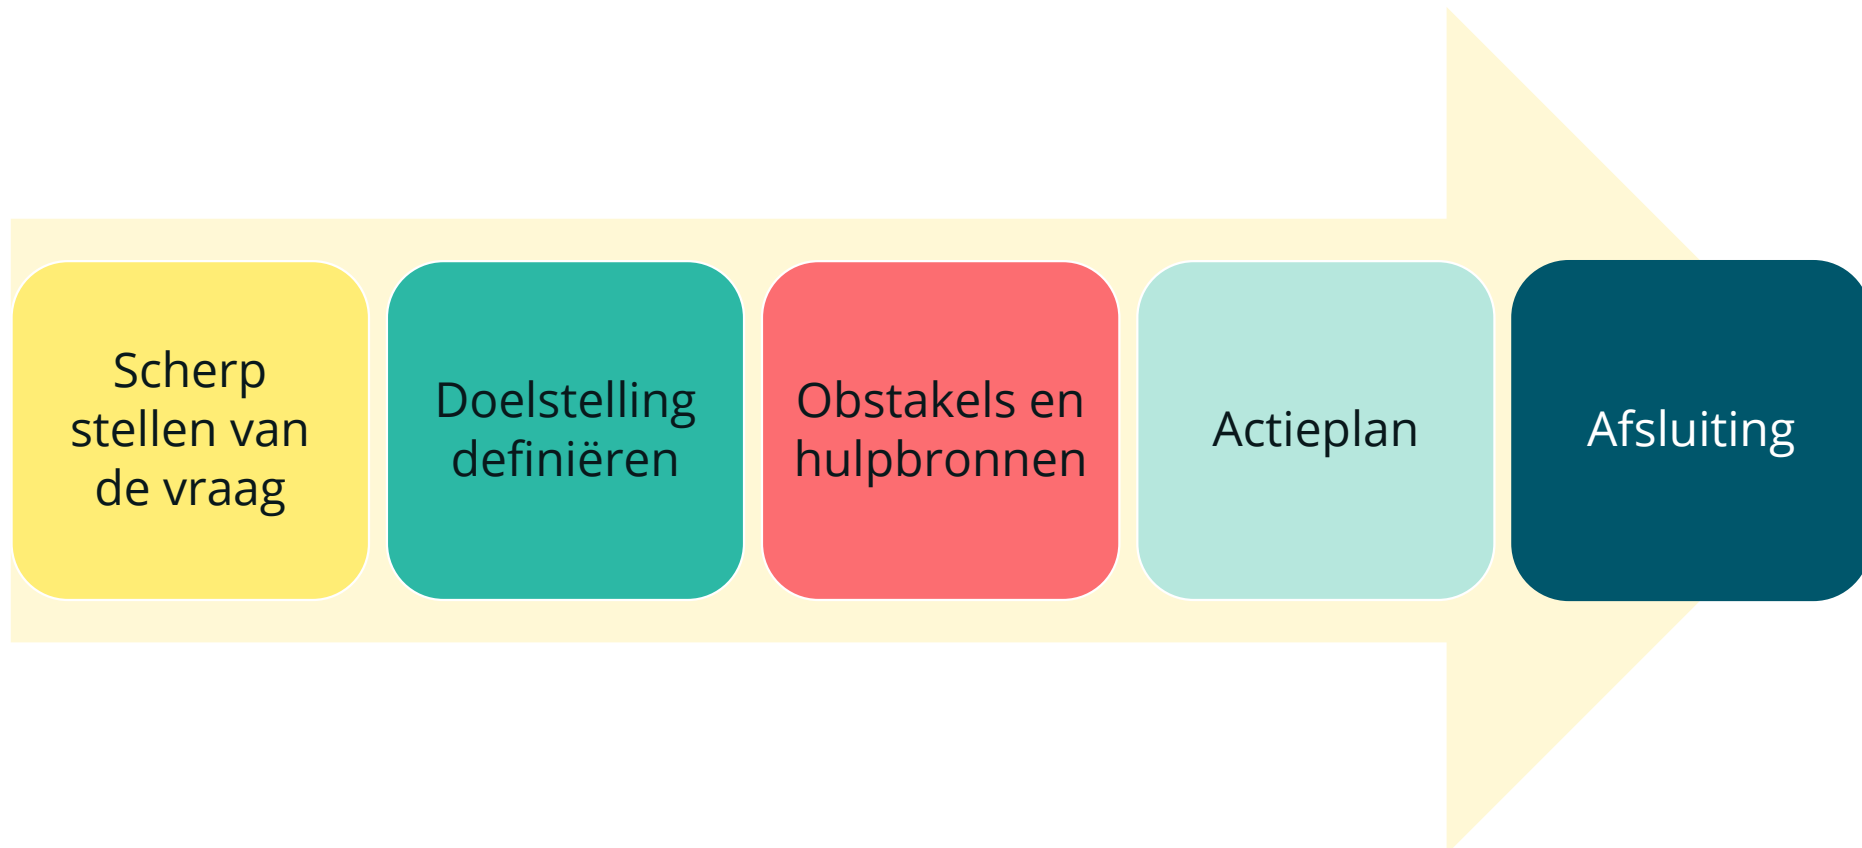 Scherp
stellen van
de vraag
Doelstelling
definiëren
Obstakels en
hulpbronnen
Actieplan
Afsluiting